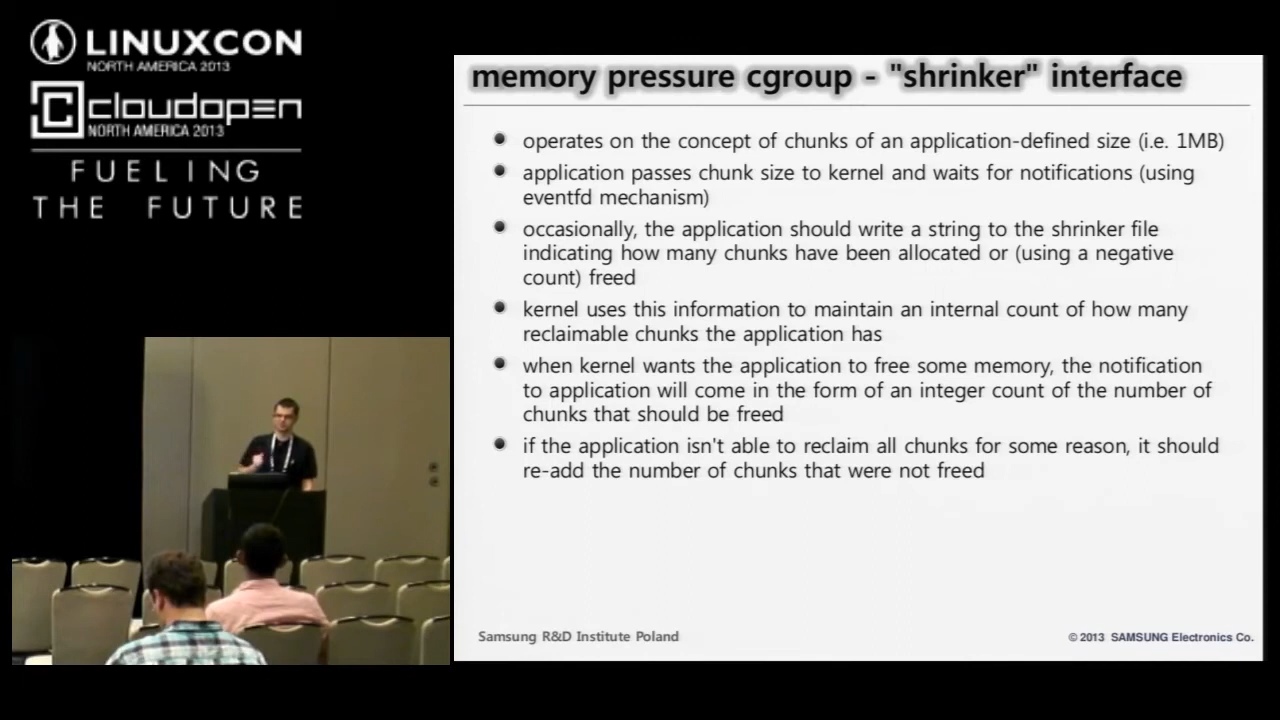 LINUXCON
NORTH AMERICA 2013
cloudopen
NORTH AMERICA 2013
FUELING
THE FUTURE
memory pressure cgroup - "shrinker" interface
operates on the concept of chunks of an application-defined size (i.e. 1MB)
application passes chunk size to kernel and waits for notifications (using
eventfd mechanism)
occasionally, the application should write a string to the shrinker file
indicating how many chunks have been allocated or (using a negative
count) freed
kernel uses this information to maintain an internal count of how many
reclaimable chunks the application has
when kernel wants the application to free some memory, the notification
to application will come in the form of an integer count of the number of
chunks that should be freed
if the application isn't able to reclaim all chunks for some reason, it should
re-add the number of chunks that were not freed
Samsung R&D Institute Poland
© 2013 SAMSUNG Electronics Co.